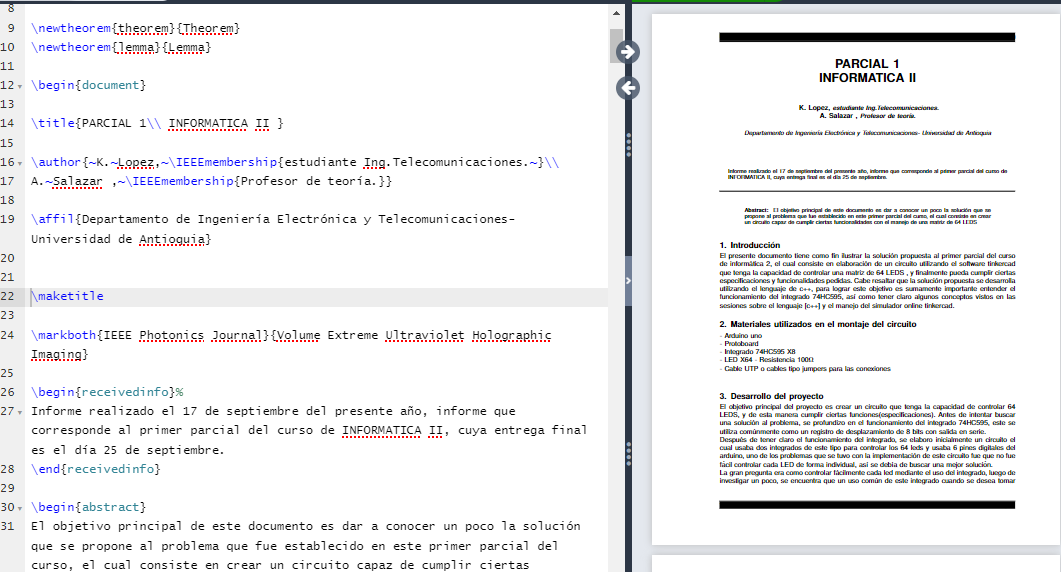 8
9 \newtheorem{theorem}{Theorem}
10 \newtheorem{lemma}{Lemma}
11
12 \begin{document}
13
14 \title{PARCIAL 1\\ INFORMATICA II }
15
16 \author{~K.~Lopez,~\IEEEmembership{estudiante Ing.Telecomunicaciones.~}\\
17 A.~Salazar ,~\IEEEmembership{Profesor de teoría.}}
18
19 \affil{Departamento de Ingeniería Electrónica y Telecomunicaciones-
Universidad de Antioquia}
20
21
22 \maketitle
23
24 \markboth{IEEE Photonics Journal}{Volume Extreme Ultraviolet Holographic
Imaging}
25
26 \begin{receivedinfo}%
27 Informe realizado el 17 de septiembre del presente año, informe que
corresponde al primer parcial del curso de INFORMATICA II, cuya entrega final
es el día 25 de septiembre.
28 \end{receivedinfo}
29
30 \begin{abstract}
31 El objetivo principal de este documento es dar a conocer un poco la solución
que se propone al problema que fue establecido en este primer parcial del
curso, el cual consiste en crear un circuito capaz de cumplir ciertas
PARCIAL 1
INFORMATICA II
K. Lopez, estudiante Ing.Telecomunicaciones.
A. Salazar , Profesor de teoría.
Departamento de Ingeniería Electrónica y Telecomunicaciones- Universidad de Antioquia
Informe realizado el 17 de septiembre del presente año, informe que corresponde al primer parcial del curso de
INFORMATICA II, cuya entrega final es el día 25 de septiembre.
Abstract: El objetivo principal de este documento es dar a conocer un poco la solución que se
propone al problema que fue establecido en este primer parcial del curso, el cual consiste en crear
un circuito capaz de cumplir ciertas funcionalidades con el manejo de una matriz de 64 LEDS
1. Introducción
El presente documento tiene como fin ilustrar la solución propuesta al primer parcial del curso
de informática 2, el cual consiste en elaboración de un circuito utilizando el software tinkercad
que tenga la capacidad de controlar una matriz de 64 LEDS , y finalmente pueda cumplir ciertas
especificaciones y funcionalidades pedidas. Cabe resaltar que la solución propuesta se desarrolla
utilizando el lenguaje de c++, para lograr este objetivo es sumamente importante entender el
funcionamiento del integrado 74HC595, así como tener claro algunos conceptos vistos en las
sesiones sobre el lenguaje [c++] y el manejo del simulador online tinkercad.
2. Materiales utilizados en el montaje del circuito
- Arduino uno
- Protoboard
- Integrado 74HC595 X8
- LED X64 - Resistencia 100Ω
- Cable UTP o cables tipo jumpers para las conexiones
3. Desarrollo del proyecto
El objetivo principal del proyecto es crear un circuito que tenga la capacidad de controlar 64
LEDS, y de esta manera cumplir ciertas funciones(especificaciones). Antes de intentar buscar
una solución al problema, se profundizo en el funcionamiento del integrado 74HC595, este se
utiliza comúnmente como un registro de desplazamiento de 8 bits con salida en serie.
Después de tener claro el funcionamiento del integrado, se elaboro inicialmente un circuito el
cual usaba dos integrados de este tipo para controlar los 64 leds y usaba 6 pines digitales del
arduino, uno de los problemas que se tuvo con la implementación de este circuito fue que no fue
fácil controlar cada LED de forma individual, así se debía de buscar una mejor solución.
La gran pregunta era como controlar fácilmente cada led mediante el uso del integrado, luego de
investigar un poco, se encuentra que un uso común de este integrado cuando se desea tomar